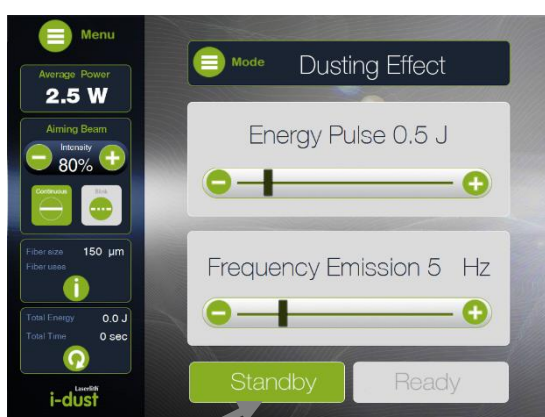 Menu
Average Power
2.5 W
Aiming Beam
Intensity
80%
Continuous
Blink
Fiber size 150 µm
Fiber uses
Total Energy 0.0 J
Total Time 0 sec
i-dust
Mode Dusting Effect
Energy Pulse 0.5 J
Frequency Emission 5 Hz
Standby
Ready